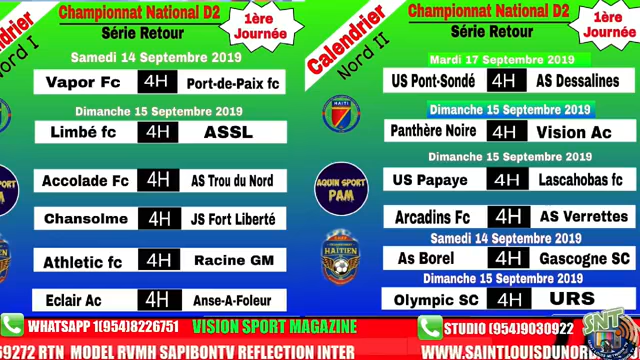 Calendrier
Nord I
Championnat National D2
Série Retour
1ère
Journée
Samedi 14 Septembre 2019
Vapor Fc 4H Port-de-Paix fc
Dimanche 15 Septembre 2019
Limbé fc 4H ASSL
Accolade Fc 4H AS Trou du Nord
Chansolme 4H JS Fort Liberté
Athletic fc 4H Racine GM
Eclair Ac 4H Anse-A-Foleur
Calendrier
Nord II
Championnat National D2
Série Retour
1ère
Journée
Mardi 17 Septembre 2019
US Pont-Sondé 4H AS Dessalines
Dimanche 15 Septembre 2019
Panthère Noire 4H Vision Ac
Dimanche 15 Septembre 2019
US Papaye 4H Lascahobas fc
Arcadins Fc 4H AS Verrettes
Samedi 14 Septembre 2019
As Borel 4H Gascogne SC
Dimanche 15 Septembre 2019
Olympic SC 4H URS
HAITI
AQUIN SPORT
PAM
HAITIEN
WHATSAPP 1(954)8226751 VISION SPORT MAGAZINE STUDIO (954)9030922
59272 RTN MODEL RVMH SAPIBONTV REFLECTION INTER WWW.SAINTLOUISDUNOR
SNT